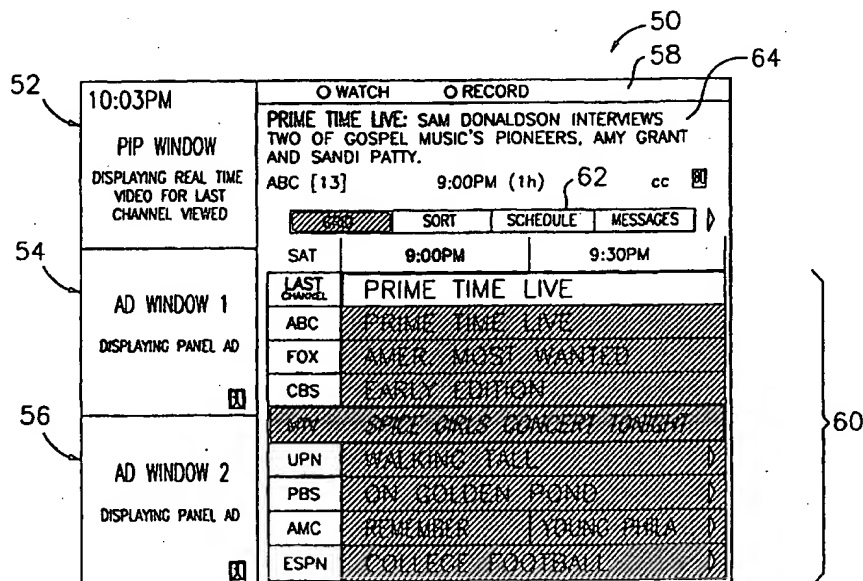 50
58
64
52
10:03PM
PIP WINDOW
DISPLAYING REAL TIME
VIDEO FOR LAST
CHANNEL VIEWED
O WATCH O RECORD
PRIME TIME LIVE: SAM DONALDSON INTERVIEWS
TWO OF GOSPEL MUSIC'S PIONEERS, AMY GRANT
AND SANDI PATTY.
ABC [13] 9:00PM (1h) 62 cc
GRID SORT SCHEDULE MESSAGES
54
AD WINDOW 1
DISPLAYING PANEL AD
56
AD WINDOW 2
DISPLAYING PANEL AD
SAT 9:00PM 9:30PM
LAST CHANNEL PRIME TIME LIVE
ABC PRIME TIME LIVE
FOX AMER. MOST WANTED
CBS EARLY EDITION
MTV SPICE GIRLS CONCERT TONIGHT
UPN WALKING TALL
PBS ON GOLDEN POND
AMC REMEMBER YOUNG PHILA
ESPN COLLEGE FOOTBALL
60